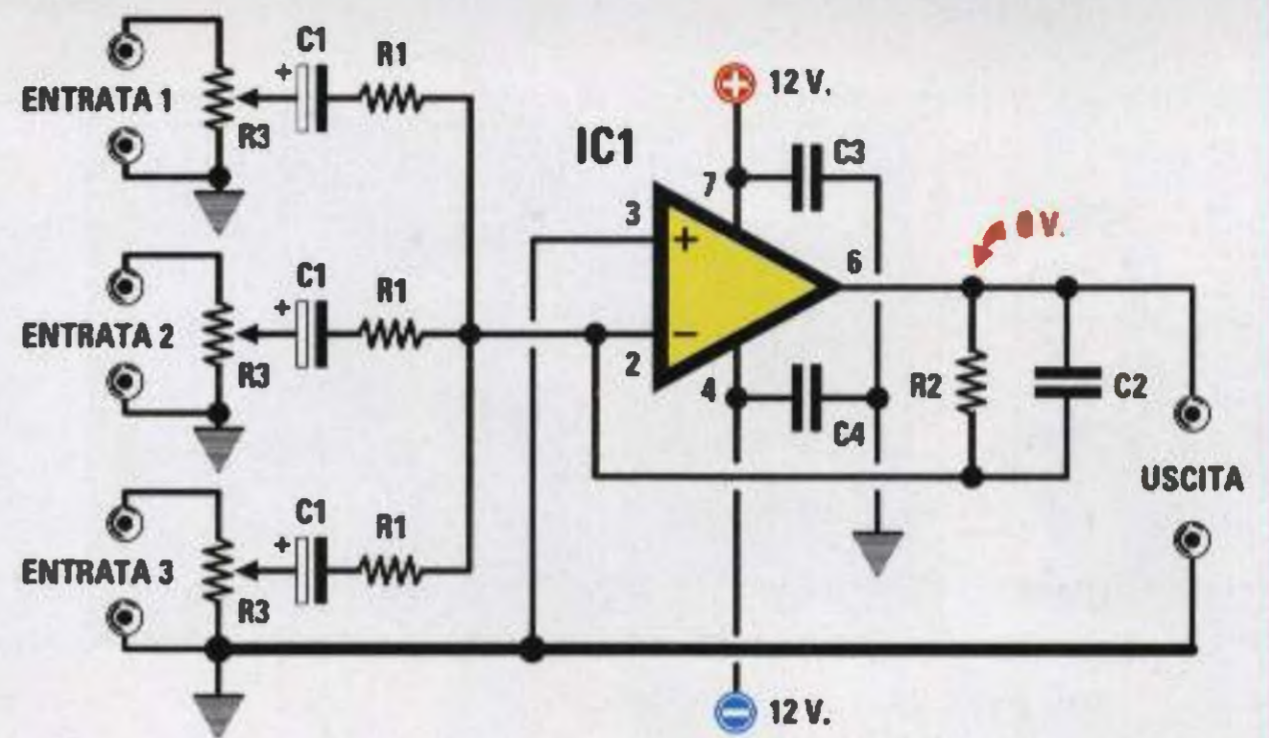 ENTRATA 1
R3
C1
+
R1
ENTRATA 2
R3
C1
+
R1
ENTRATA 3
R3
C1
+
R1
IC1
+ 12 V.
7
C3
3
+
6
0 V.
−
2
4
C4
R2
C2
USCITA
− 12 V.